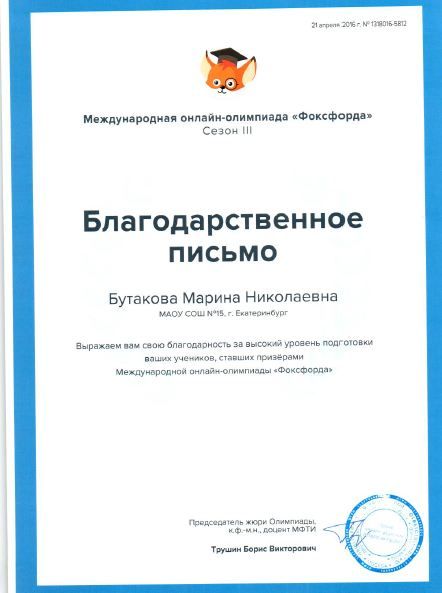 21 апреля 2016 г. № 1318016-5812
Международная онлайн-олимпиада «Фоксфорда»
Сезон III
Благодарственное
письмо
Бутакова Марина Николаевна
МАОУ СОШ №15, г. Екатеринбург
Выражаем вам свою благодарность за высокий уровень подготовки
ваших учеников, ставших призёрами
Международной онлайн-олимпиады «Фоксфорда»
Председатель жюри Олимпиады,
к.ф.-м.н., доцент МФТИ
Трушин Борис Викторович